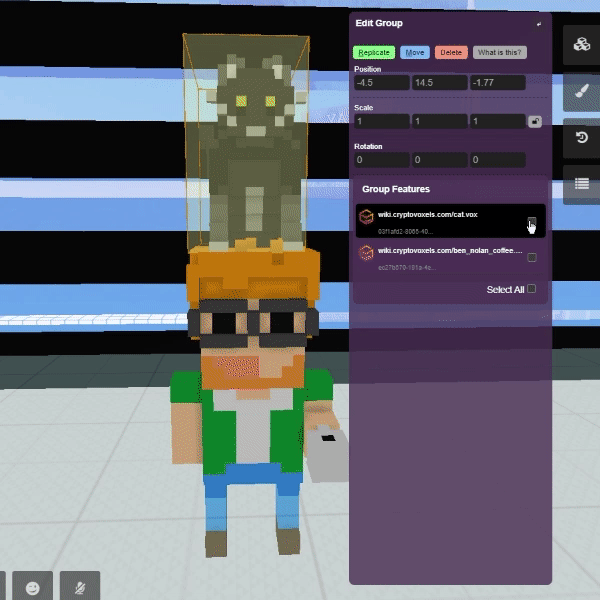 Edit Group
Replicate Move Delete What is this?
Position
-4.5 14.5 -1.77
Scale
1 1 1
Rotation
0 0 0
Group Features
wiki.cryptovoxels.com/cat.vox
wiki.cryptovoxels.com/ben_nolan_coffee....
Select All